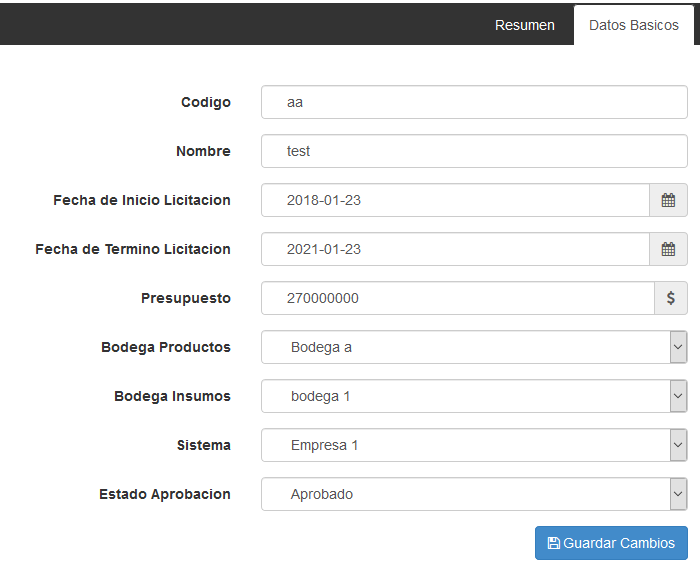 Resumen Datos Basicos
Codigo aa
Nombre test
Fecha de Inicio Licitacion 2018-01-23
Fecha de Termino Licitacion 2021-01-23
Presupuesto 270000000 $
Bodega Productos Bodega a
Bodega Insumos bodega 1
Sistema Empresa 1
Estado Aprobacion Aprobado
Guardar Cambios